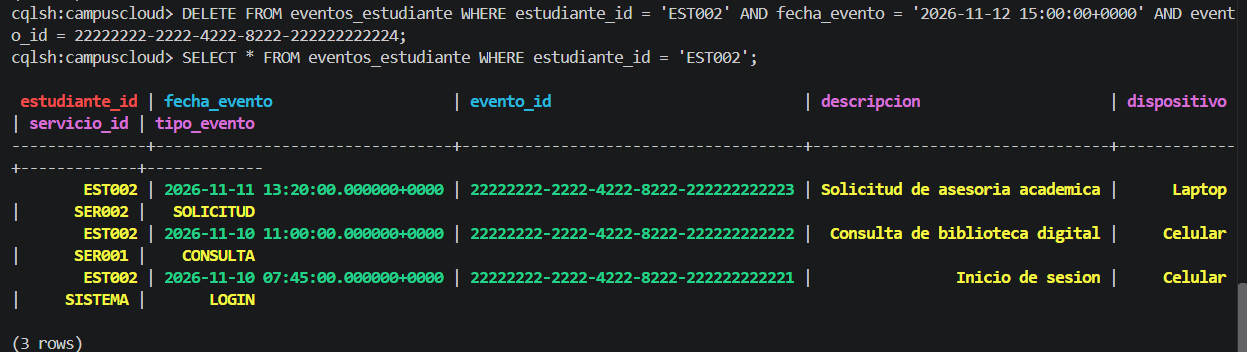 cqlsh:campuscloud> DELETE FROM eventos_estudiante WHERE estudiante_id = 'EST002' AND fecha_evento = '2026-11-12 15:00:00+0000' AND event
o_id = 22222222-2222-4222-8222-222222222224;
cqlsh:campuscloud> SELECT * FROM eventos_estudiante WHERE estudiante_id = 'EST002';
 estudiante_id | fecha_evento                    | evento_id                            | descripcion                     | dispositivo
| servicio_id | tipo_evento
---------------+---------------------------------+--------------------------------------+---------------------------------+-------------
+-------------+-------------
        EST002 | 2026-11-11 13:20:00.000000+0000 | 22222222-2222-4222-8222-222222222223 | Solicitud de asesoria academica |      Laptop
|      SER002 |   SOLICITUD
        EST002 | 2026-11-10 11:00:00.000000+0000 | 22222222-2222-4222-8222-222222222222 |  Consulta de biblioteca digital |     Celular
|      SER001 |    CONSULTA
        EST002 | 2026-11-10 07:45:00.000000+0000 | 22222222-2222-4222-8222-222222222221 |                Inicio de sesion |     Celular
|     SISTEMA |       LOGIN
(3 rows)